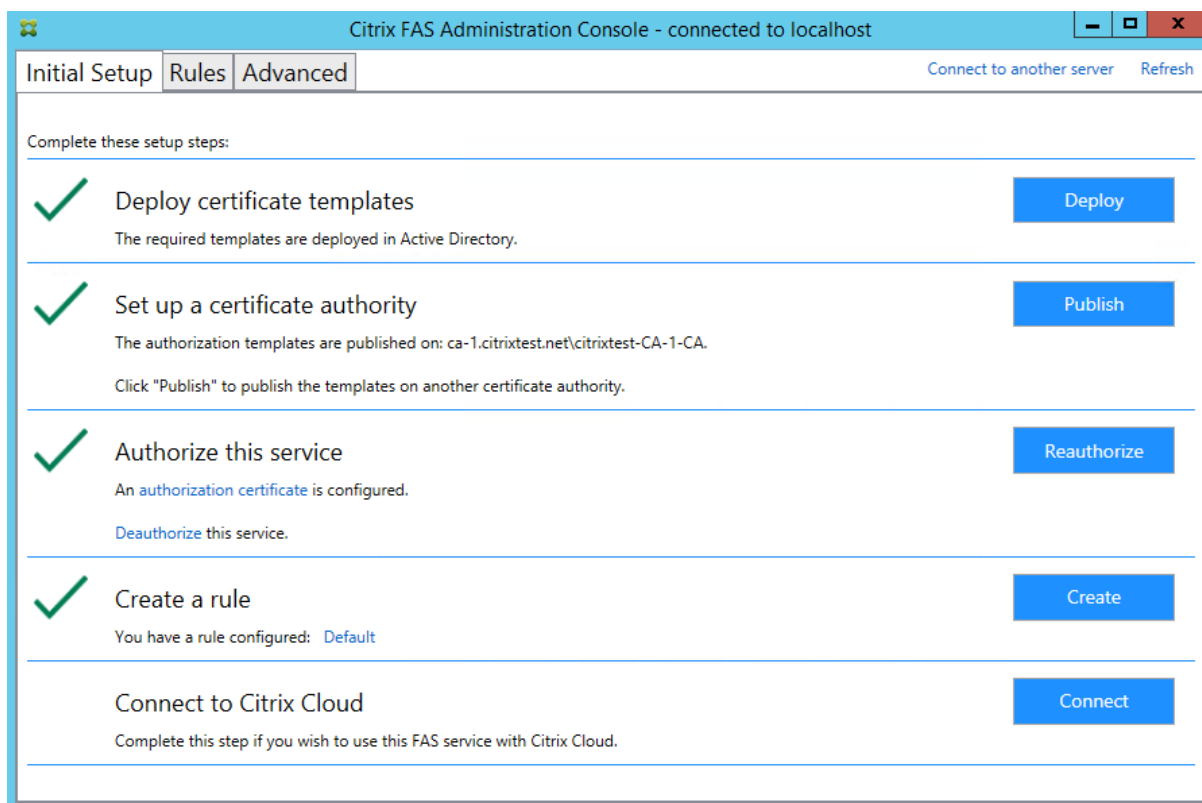 Citrix FAS Administration Console - connected to localhost
Initial Setup Rules Advanced Connect to another server Refresh
Complete these setup steps:
Deploy certificate templates Deploy
The required templates are deployed in Active Directory.
Set up a certificate authority Publish
The authorization templates are published on: ca-1.citrixtest.net\citrixtest-CA-1-CA.
Click "Publish" to publish the templates on another certificate authority.
Authorize this service Reauthorize
An authorization certificate is configured.
Deauthorize this service.
Create a rule Create
You have a rule configured: Default
Connect to Citrix Cloud Connect
Complete this step if you wish to use this FAS service with Citrix Cloud.